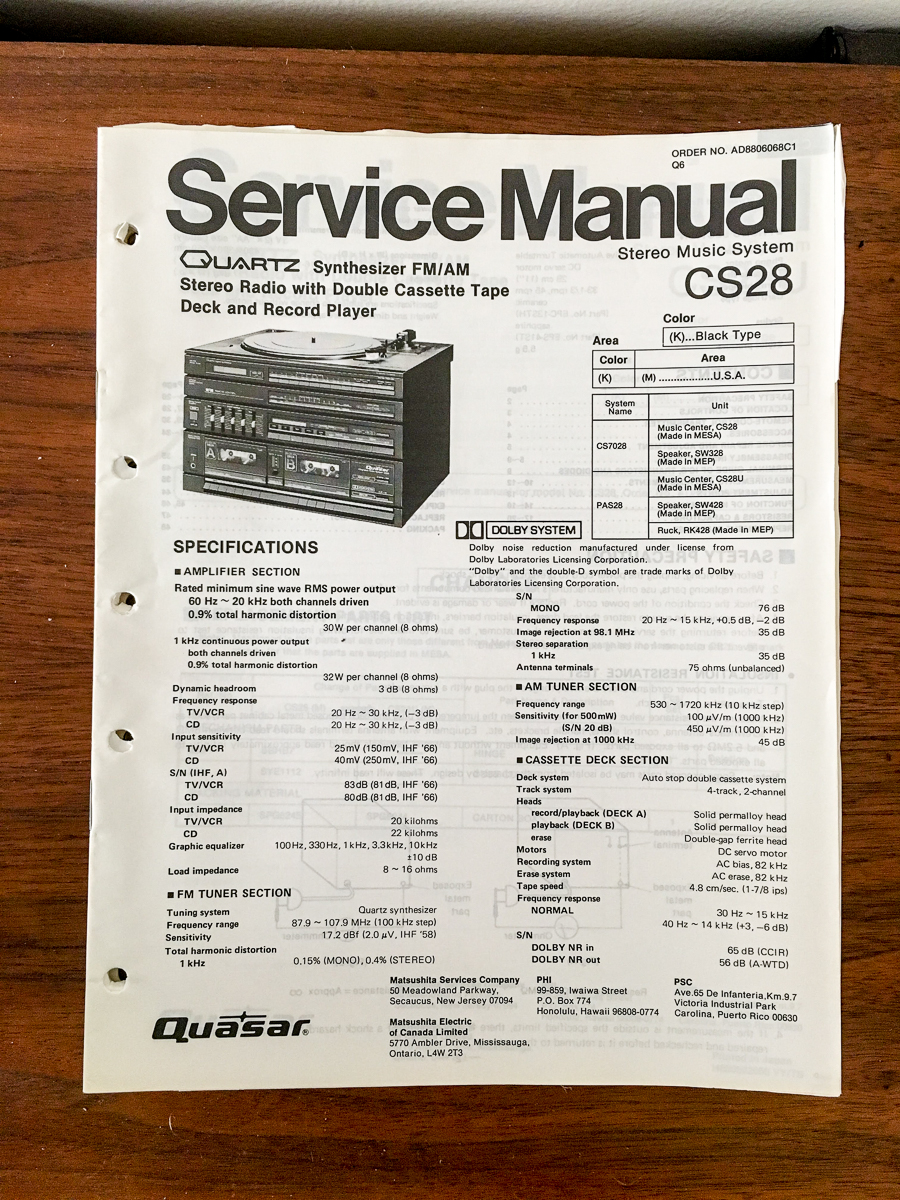 ORDER NO. AD8806068C1
Q6
Service Manual
Stereo Music System
CS28
QUARTZ Synthesizer FM/AM
Stereo Radio with Double Cassette Tape
Deck and Record Player
Color
(K)...Black Type
Area
Color Area
(K) (M) ..................U.S.A.
System Name Unit
CS7028 Music Center, CS28 (Made in MESA)
Speaker, SW328 (Made in MEP)
PAS28 Music Center, CS28U (Made in MESA)
Speaker, SW428 (Made in MEP)
Ruck, RK428 (Made in MEP)
A
B
Quasar
DOLBY SYSTEM
Dolby noise reduction manufactured under license from
Dolby Laboratories Licensing Corporation.
"Dolby" and the double-D symbol are trade marks of Dolby
Laboratories Licensing Corporation.
SPECIFICATIONS
■ AMPLIFIER SECTION
Rated minimum sine wave RMS power output
60 Hz ~ 20 kHz both channels driven
0.9% total harmonic distortion
30W per channel (8 ohms)
1 kHz continuous power output
both channels driven
0.9% total harmonic distortion
32W per channel (8 ohms)
Dynamic headroom 3 dB (8 ohms)
Frequency response
TV/VCR 20 Hz ~ 30 kHz, (−3 dB)
CD 20 Hz ~ 30 kHz, (−3 dB)
Input sensitivity
TV/VCR 25mV (150mV, IHF '66)
CD 40mV (250mV, IHF '66)
S/N (IHF, A)
TV/VCR 83dB (81dB, IHF '66)
CD 80dB (81dB, IHF '66)
Input impedance
TV/VCR 20 kilohms
CD 22 kilohms
Graphic equalizer 100Hz, 330Hz, 1kHz, 3.3kHz, 10kHz
±10 dB
Load impedance 8 ~ 16 ohms
■ FM TUNER SECTION
Tuning system Quartz synthesizer
Frequency range 87.9 ~ 107.9 MHz (100 kHz step)
Sensitivity 17.2 dBf (2.0 μV, IHF '58)
Total harmonic distortion
1 kHz 0.15% (MONO), 0.4% (STEREO)
S/N
MONO 76 dB
Frequency response 20 Hz ~ 15 kHz, +0.5 dB, −2 dB
Image rejection at 98.1 MHz 35 dB
Stereo separation
1 kHz 35 dB
Antenna terminals 75 ohms (unbalanced)
■ AM TUNER SECTION
Frequency range 530 ~ 1720 kHz (10 kHz step)
Sensitivity (for 500mW) 100 μV/m (1000 kHz)
(S/N 20 dB) 450 μV/m (1000 kHz)
Image rejection at 1000 kHz 45 dB
■ CASSETTE DECK SECTION
Deck system Auto stop double cassette system
Track system 4-track, 2-channel
Heads
record/playback (DECK A) Solid permalloy head
playback (DECK B) Solid permalloy head
erase Double-gap ferrite head
Motors DC servo motor
Recording system AC bias, 82 kHz
Erase system AC erase, 82 kHz
Tape speed 4.8 cm/sec. (1-7/8 ips)
Frequency response
NORMAL 30 Hz ~ 15 kHz
40 Hz ~ 14 kHz (+3, −6 dB)
S/N
DOLBY NR in 65 dB (CCIR)
DOLBY NR out 56 dB (A-WTD)
Quasar®
Matsushita Services Company
50 Meadowland Parkway,
Secaucus, New Jersey 07094
Matsushita Electric
of Canada Limited
5770 Ambler Drive, Mississauga,
Ontario, L4W 2T3
PHI
99-859, Iwaiwa Street
P.O. Box 774
Honolulu, Hawaii 96808-0774
PSC
Ave.65 De Infanteria,Km.9.7
Victoria Industrial Park
Carolina, Puerto Rico 00630